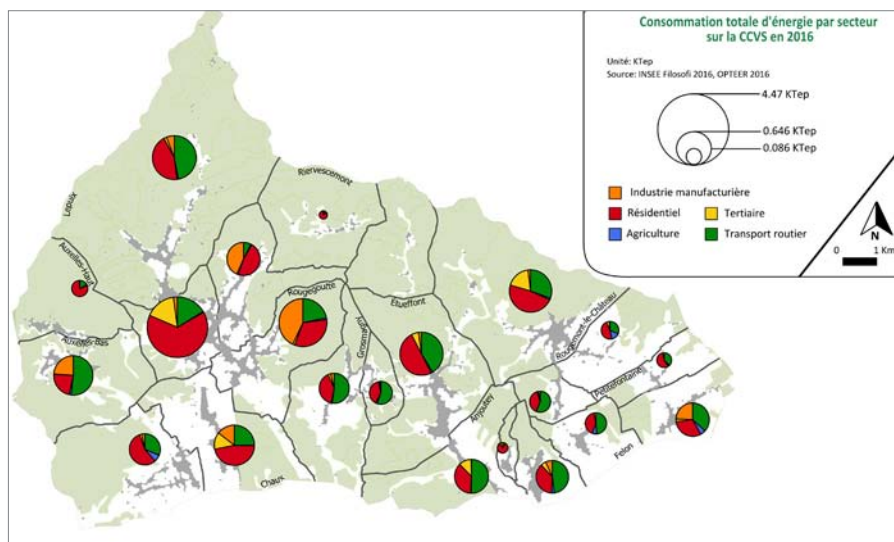 Consommation totale d'énergie par secteur
sur la CCVS en 2016
Unité: KTep
Source: INSEE Filosofi 2016, OPTEER 2016
4.47 KTep
0.646 KTep
0.086 KTep
Industrie manufacturière
Résidentiel
Tertiaire
Agriculture
Transport routier
N
0 1 Km
Lepuix
Riervescemont
Auxelles-Haut
Rougegoutte
Etueffont
Grosmagny
Rougemont-le-Château
Auxelles-Bas
Petitefontaine
Anjoutey
Felon
Chaux